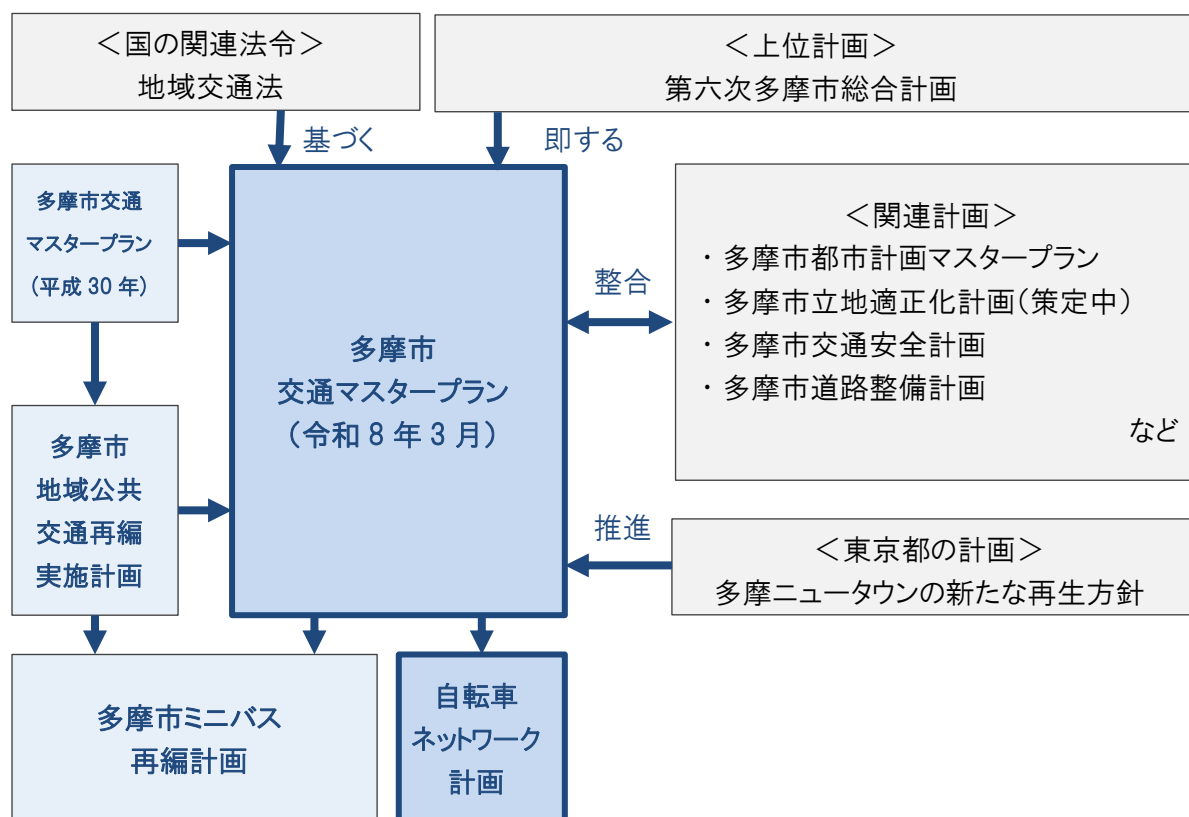 ＜国の関連法令＞
地域交通法
＜上位計画＞
第六次多摩市総合計画
基づく
即する
多摩市交通
マスタープラン
（平成 30 年）
多摩市
交通マスタープラン
（令和 8 年 3 月）
整合
＜関連計画＞
・多摩市都市計画マスタープラン
・多摩市立地適正化計画（策定中）
・多摩市交通安全計画
・多摩市道路整備計画
など
多摩市
地域公共
交通再編
実施計画
推進
＜東京都の計画＞
多摩ニュータウンの新たな再生方針
多摩市ミニバス
再編計画
自転車
ネットワーク
計画